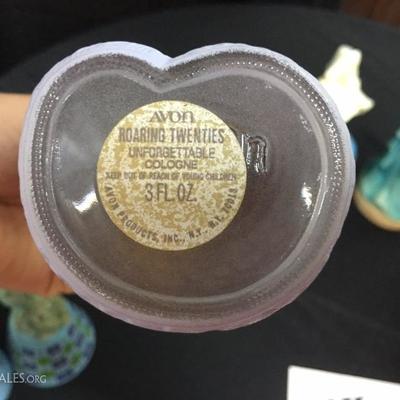 AVON
ROARING TWENTIES
UNFORGETTABLE
COLOGNE
KEEP OUT OF REACH OF YOUNG CHILDREN
3 FL. OZ.
AVON PRODUCTS, INC., N.Y., N.Y. 10020
ALES.ORG